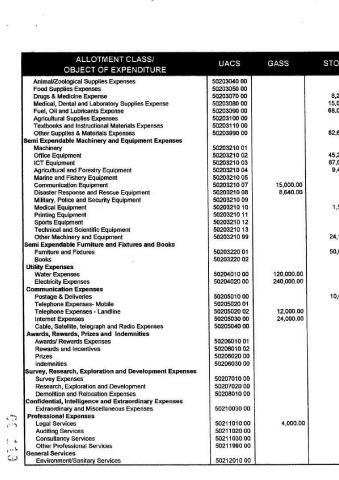 ALLOTMENT CLASS/ OBJECT OF EXPENDITURE UACS GASS STO
Animal/Zoological Supplies Expenses 50203040 00
Food Supplies Expenses 50203050 00
Drugs & Medicine Expense 50203070 00 8,2
Medical, Dental and Laboratory Supplies Expense 50203080 00 15,0
Fuel, Oil and Lubricants Expense 50203090 00 68,0
Agricultural Supplies Expenses 50203100 00
Textbooks and Instructional Materials Expenses 50203110 00
Other Supplies & Materials Expenses 50203990 00 82,6
Semi Expendable Machinery and Equipment Expenses
Machinery 50203210 01
Office Equipment 50203210 02 45,2
ICT Equipment 50203210 03 87,0
Agricultural and Forestry Equipment 50203210 04 9,4
Marine and Fishery Equipment 50203210 05
Communication Equipment 50203210 07 15,000.00
Disaster Response and Rescue Equipment 50203210 08 8,640.00
Military, Police and Security Equipment 50203210 09
Medical Equipment 50203210 10 1,5
Printing Equipment 50203210 11
Sports Equipment 50203210 12
Technical and Scientific Equipment 50203210 13
Other Machinery and Equipment 50203210 99 24,
Semi Expendable Furniture and Fixtures and Books
Furniture and Fixtures 50203220 01 50,
Books 50203220 02
Utility Expenses
Water Expenses 50204010 00 120,000.00
Electricity Expenses 50204020 00 240,000.00
Communication Expenses
Postage & Deliveries 50205010 00 10,
Telephone Expenses- Mobile 50205020 01
Telephone Expenses - Landline 50205020 02 12,000.00
Internet Expenses 50205030 00 24,000.00
Cable, Satellite, telegraph and Radio Expenses 50205040 00
Awards, Rewards, Prizes and Indemnities
Awards/ Rewards Expenses 50206010 01
Rewards and Incentives 50206010 02
Prizes 50206020 00
Indemnities 50206030 00
Survey, Research, Exploration and Development Expenses
Survey Expenses 50207010 00
Research, Exploration and Development 50207020 00
Demolition and Relocation Expenses 50208010 00
Confidential, Intelligence and Extraordinary Expenses
Extraordinary and Miscellaneous Expenses 50210030 00
Professional Expenses
Legal Services 50211010 00 4,000.00
Auditing Services 50211020 00
Consultancy Services 50211030 00
Other Professional Services 50211990 00
General Services
Environment/Sanitary Services 50212010 00